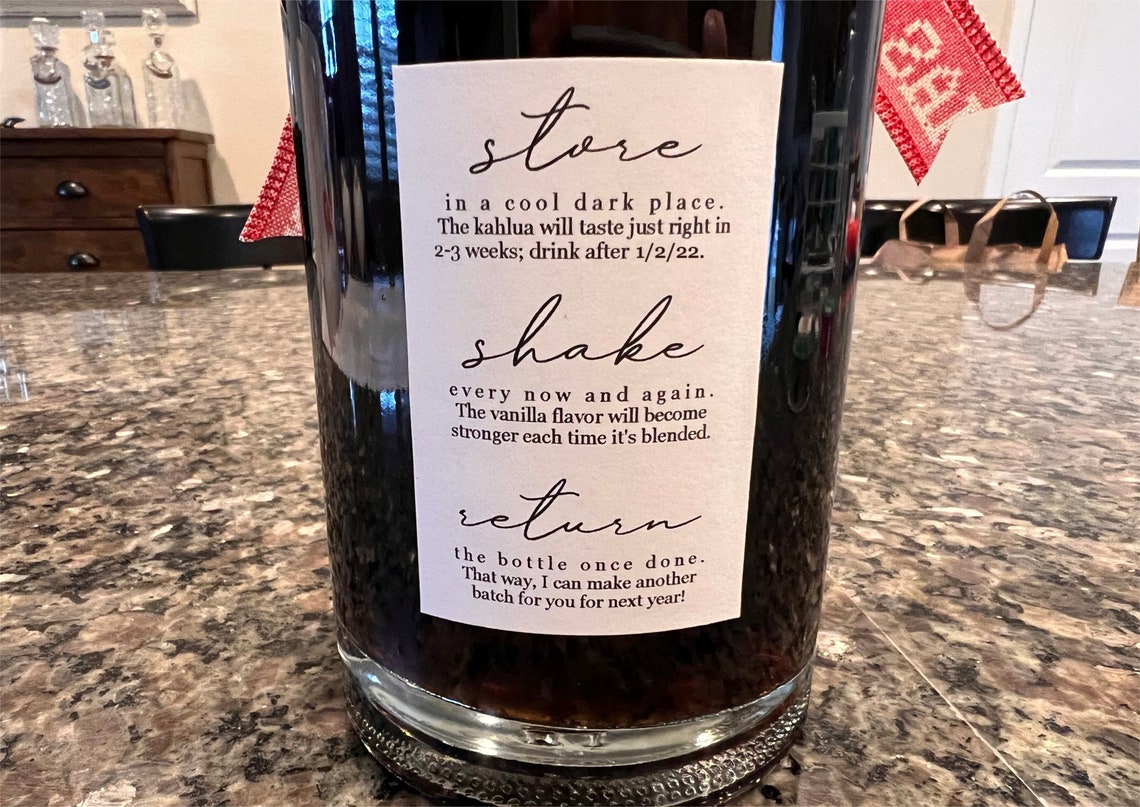 store
in a cool dark place.
The kahlua will taste just right in
2-3 weeks; drink after 1/2/22.
shake
every now and again.
The vanilla flavor will become
stronger each time it's blended.
return
the bottle once done.
That way, I can make another
batch for you for next year!